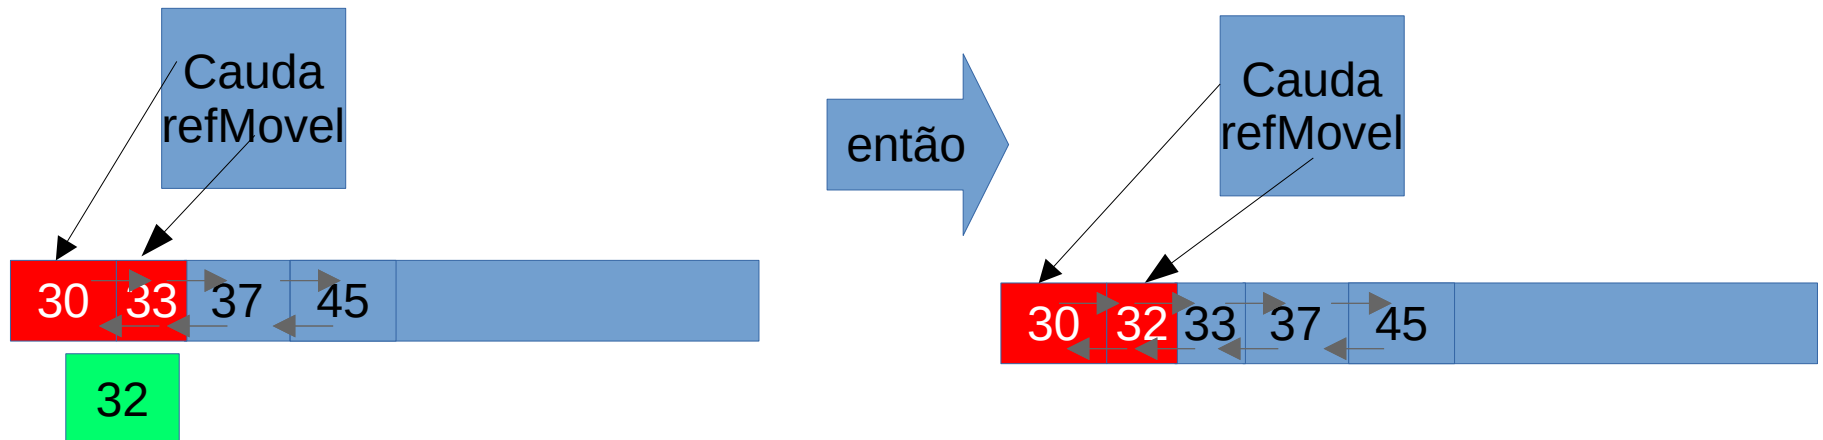 Cauda
refMovel
30 33 37 45
32
então
Cauda
refMovel
30 32 33 37 45